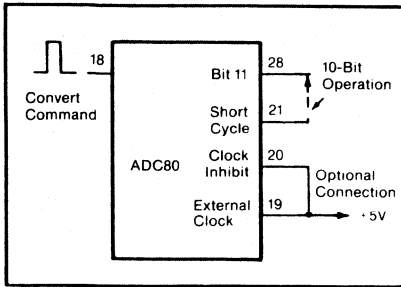 18
Convert
Command
ADC80
Bit 11
28
10-Bit
Operation
Short
Cycle
21
Clock
Inhibit
20
Optional
Connection
External
Clock
19
+5V